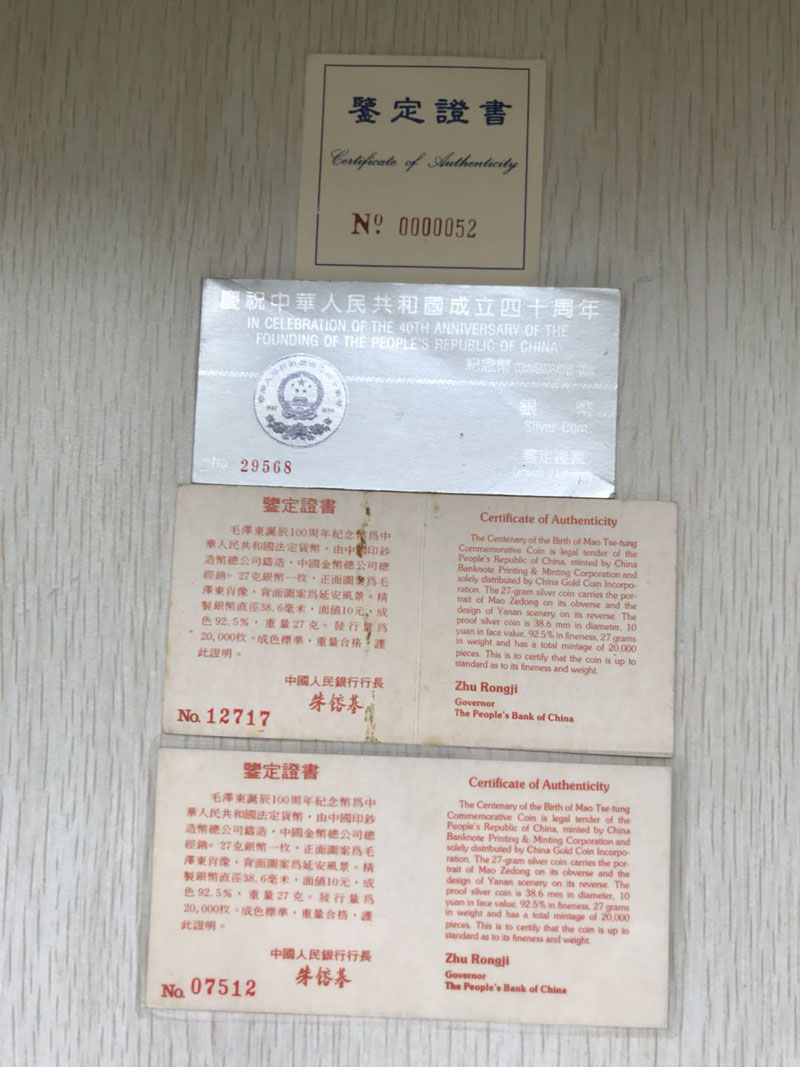 鑒定證書
Certificate of Authenticity
No. 0000052
慶祝中華人民共和國成立四十周年
IN CELEBRATION OF THE 40TH ANNIVERSARY OF THE
FOUNDING OF THE PEOPLE'S REPUBLIC OF CHINA
紀念幣 COMMEMORATIVE COIN
銀 幣
Silver Coin
鑒定證書
Certificate of Authenticity
No 29568
鑒定證書
毛澤東誕辰100周年紀念幣爲中
華人民共和國法定貨幣,由中國印鈔
造幣總公司鑄造,中國金幣總公司總
經銷。27克銀幣一枚,正面圖案爲毛
澤東肖像,背面圖案爲延安風景。精
製銀幣直徑38.6毫米,面値10元,成
色92.5%,重量27克。發行量爲
20,000枚。成色標準,重量合格,謹
此證明。
中國人民銀行行長
朱鎔基
No. 12717
Certificate of Authenticity
The Centenary of the Birth of Mao Tse-tung
Commemorative Coin is legal tender of the
People's Republic of China, minted by China
Banknote Printing & Minting Corporation and
solely distributed by China Gold Coin Incorpo-
ration. The 27-gram silver coin carries the por-
trait of Mao Zedong on its obverse and the
design of Yanan scenery on its reverse. The
proof silver coin is 38.6 mm in diameter, 10
yuan in face value, 92.5% in fineness, 27 grams
in weight and has a total mintage of 20,000
pieces. This is to certify that the coin is up to
standard as to its fineness and weight.
Zhu Rongji
Governor
The People's Bank of China
鑒定證書
毛澤東誕辰100周年紀念幣爲中
華人民共和國法定貨幣,由中國印鈔
造幣總公司鑄造,中國金幣總公司總
經銷。27克銀幣一枚,正面圖案爲毛
澤東肖像,背面圖案爲延安風景。精
製銀幣直徑38.6毫米,面値10元,成
色92.5%,重量27克。發行量爲
20,000枚。成色標準,重量合格,謹
此證明。
中國人民銀行行長
朱鎔基
No. 07512
Certificate of Authenticity
The Centenary of the Birth of Mao Tse-tung
Commemorative Coin is legal tender of the
People's Republic of China, minted by China
Banknote Printing & Minting Corporation and
solely distributed by China Gold Coin Incorpo-
ration. The 27-gram silver coin carries the por-
trait of Mao Zedong on its obverse and the
design of Yanan scenery on its reverse. The
proof silver coin is 38.6 mm in diameter, 10
yuan in face value, 92.5% in fineness, 27 grams
in weight and has a total mintage of 20,000
pieces. This is to certify that the coin is up to
standard as to its fineness and weight.
Zhu Rongji
Governor
The People's Bank of China